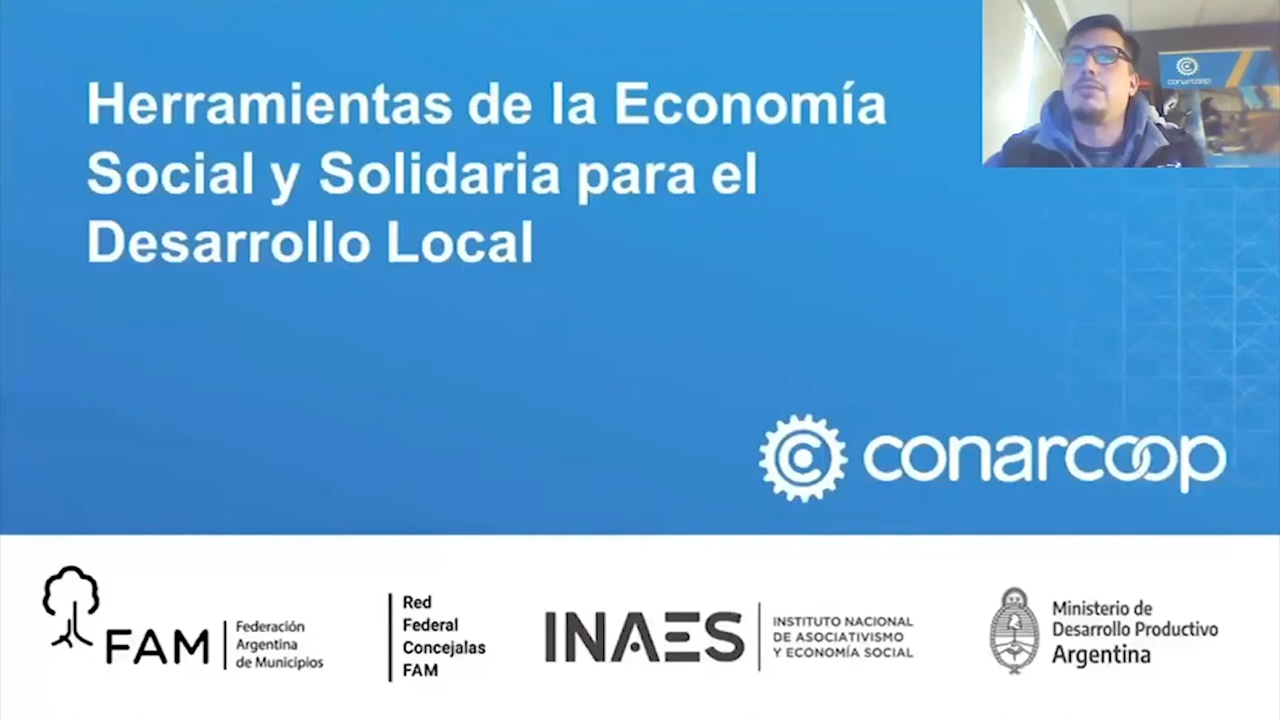 Herramientas de la Economía
Social y Solidaria para el
Desarrollo Local
conarcoop
conarcoop
FAM
Federación
Argentina
de Municipios
Red
Federal
Concejalas
FAM
INAES
INSTITUTO NACIONAL
DE ASOCIATIVISMO
Y ECONOMÍA SOCIAL
Ministerio de
Desarrollo Productivo
Argentina